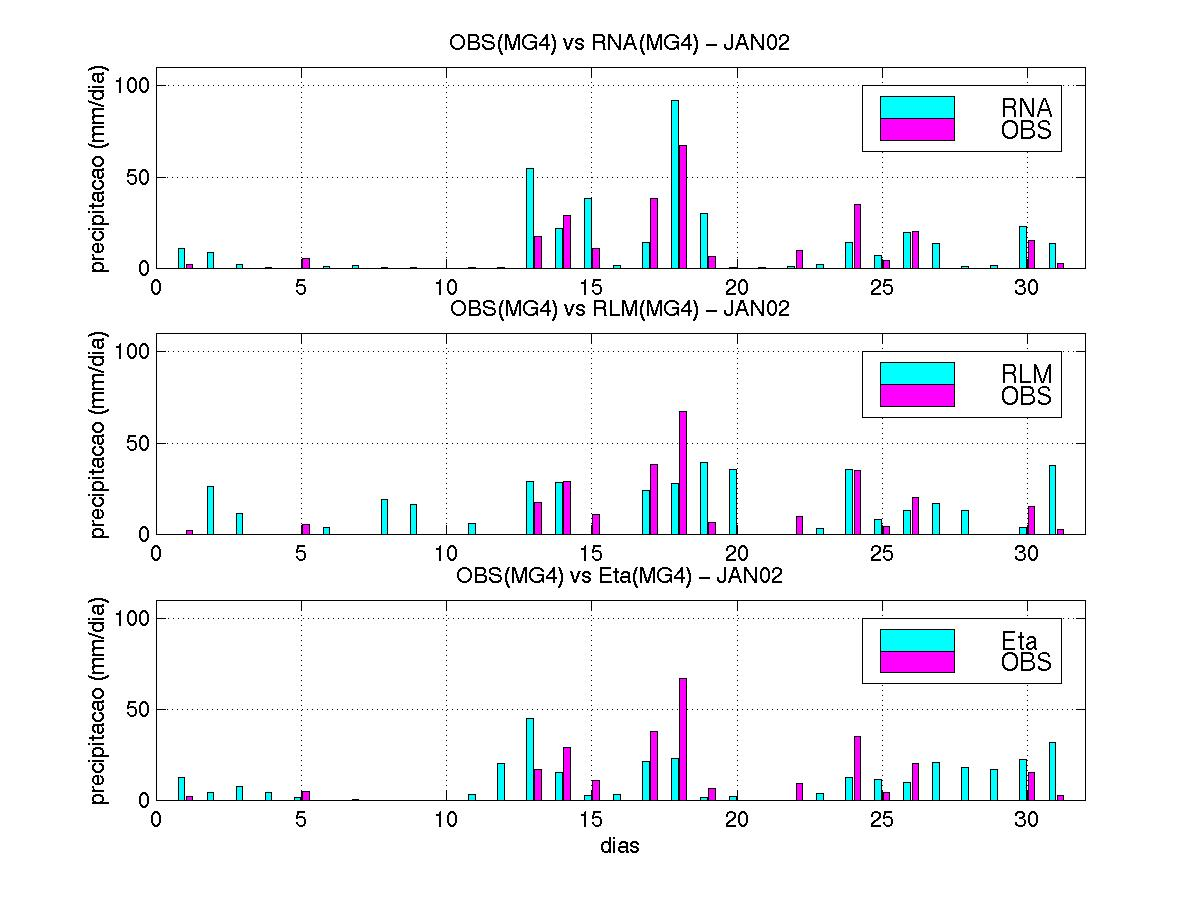 OBS(MG4) vs RNA(MG4) – JAN02
precipitacao (mm/dia)
100
50
0
RNA
OBS
0 5 10 15 20 25 30
OBS(MG4) vs RLM(MG4) – JAN02
precipitacao (mm/dia)
100
50
0
RLM
OBS
0 5 10 15 20 25 30
OBS(MG4) vs Eta(MG4) – JAN02
precipitacao (mm/dia)
100
50
0
Eta
OBS
0 5 10 15 20 25 30
dias